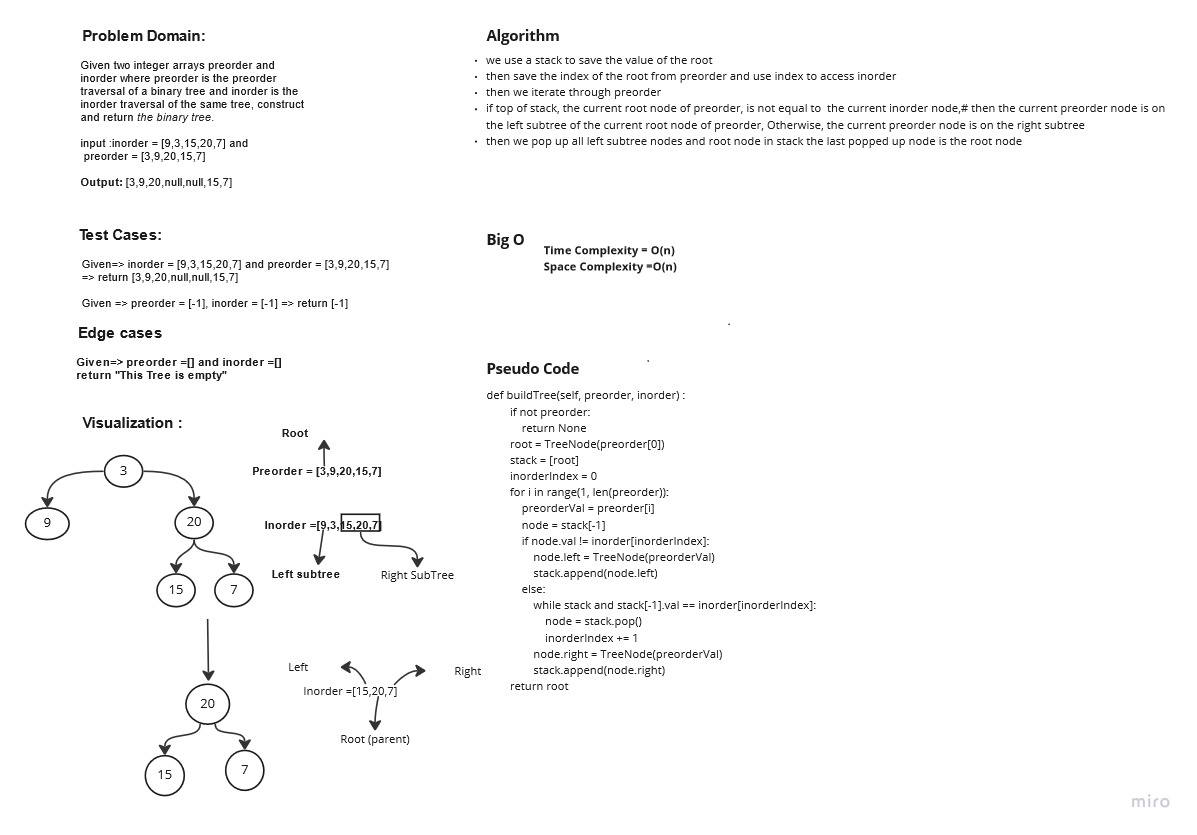 Problem Domain:
Given two integer arrays preorder and
inorder where preorder is the preorder
traversal of a binary tree and inorder is the
inorder traversal of the same tree, construct
and return the binary tree.
input :inorder = [9,3,15,20,7] and
preorder = [3,9,20,15,7]
Output: [3,9,20,null,null,15,7]
Test Cases:
Given=> inorder = [9,3,15,20,7] and preorder = [3,9,20,15,7]
=> return [3,9,20,null,null,15,7]
Given => preorder = [-1], inorder = [-1] => return [-1]
Edge cases
Given=> preorder =[] and inorder =[]
return "This Tree is empty"
Visualization :
Root
3
Preorder = [3,9,20,15,7]
9
20
Inorder =[9,3,15,20,7]
Left subtree
Right SubTree
15
7
Left
Right
Inorder =[15,20,7]
20
Root (parent)
15
7
Algorithm
• we use a stack to save the value of the root
• then save the index of the root from preorder and use index to access inorder
• then we iterate through preorder
• if top of stack, the current root node of preorder, is not equal to  the current inorder node,# then the current preorder node is on
the left subtree of the current root node of preorder, Otherwise, the current preorder node is on the right subtree
• then we pop up all left subtree nodes and root node in stack the last popped up node is the root node
Big O
Time Complexity = O(n)
Space Complexity =O(n)
Pseudo Code
def buildTree(self, preorder, inorder) :
if not preorder:
return None
root = TreeNode(preorder[0])
stack = [root]
inorderIndex = 0
for i in range(1, len(preorder)):
preorderVal = preorder[i]
node = stack[-1]
if node.val != inorder[inorderIndex]:
node.left = TreeNode(preorderVal)
stack.append(node.left)
else:
while stack and stack[-1].val == inorder[inorderIndex]:
node = stack.pop()
inorderIndex += 1
node.right = TreeNode(preorderVal)
stack.append(node.right)
return root
miro